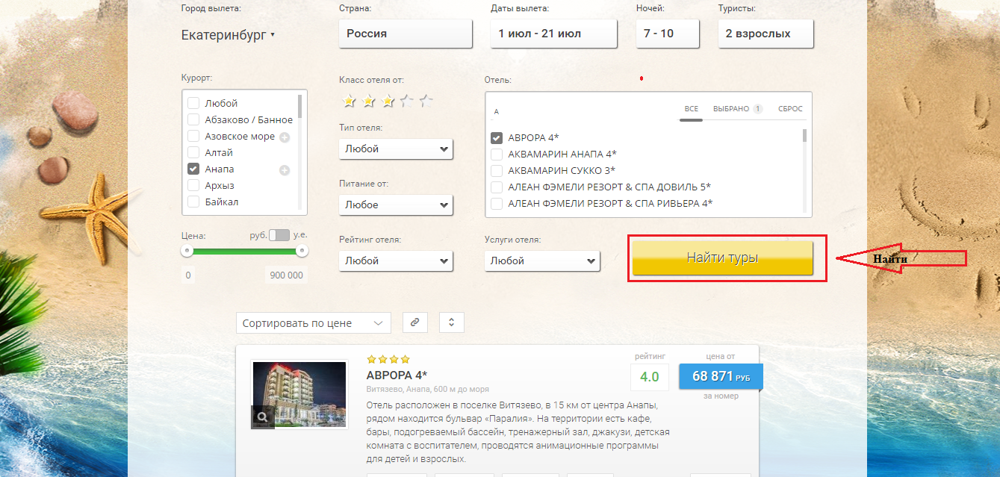 Город вылета:
Страна:
Даты вылета:
Ночей:
Туристы:
Екатеринбург
Россия
1 июл - 21 июл
7 - 10
2 взрослых
Курорт:
Класс отеля от:
Отель:
Любой
Абзаково / Банное
Азовское море
Алтай
Анапа
Архыз
Байкал
Тип отеля:
Любой
Питание от:
Любое
А
ВСЕ
ВЫБРАНО 1
СБРОС
АВРОРА 4*
АКВАМАРИН АНАПА 4*
АКВАМАРИН СУККО 3*
АЛЕАН ФЭМЕЛИ РЕЗОРТ & СПА ДОВИЛЬ 5*
АЛЕАН ФЭМЕЛИ РЕЗОРТ & СПА РИВЬЕРА 4*
Цена:
руб.
у.е.
0
900 000
Рейтинг отеля:
Любой
Услуги отеля:
Любой
Найти туры
Найти
Сортировать по цене
АВРОРА 4*
Витязево, Анапа, 600 м до моря
Отель расположен в поселке Витязево, в 15 км от центра Анапы,
рядом находится бульвар «Паралия». На территории есть кафе,
бары, подогреваемый бассейн, тренажерный зал, джакузи, детская
комната с воспитателем, проводятся анимационные программы
для детей и взрослых.
рейтинг
4.0
цена от
68 871 РУБ
за номер